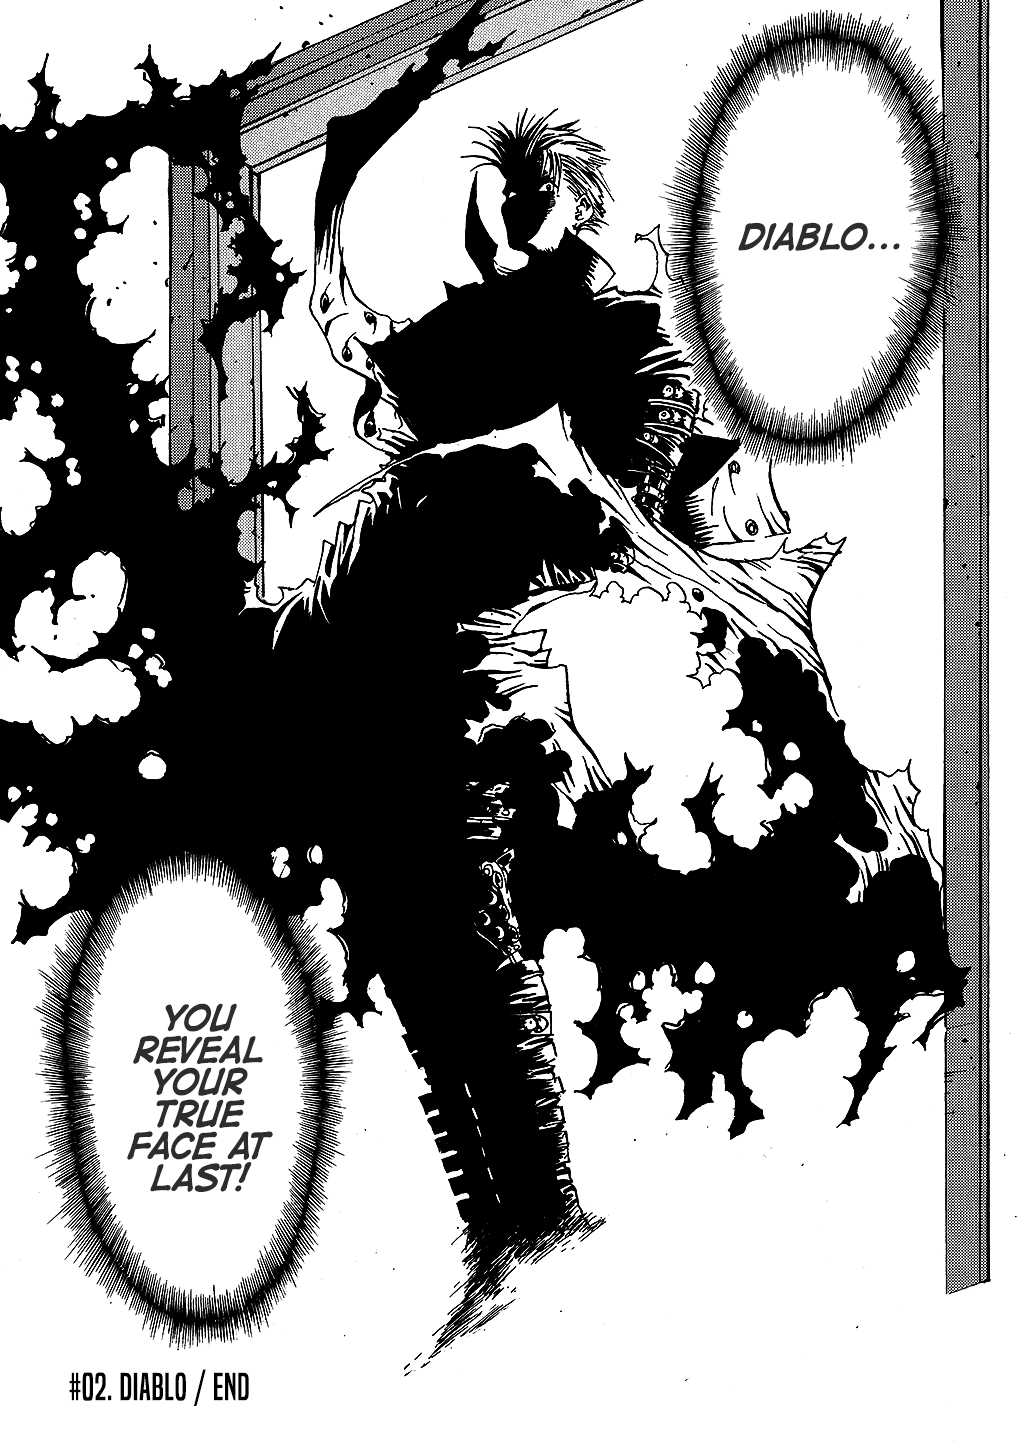 DIABLO...
YOU
REVEAL
YOUR
TRUE
FACE AT
LAST!
#02. DIABLO / END